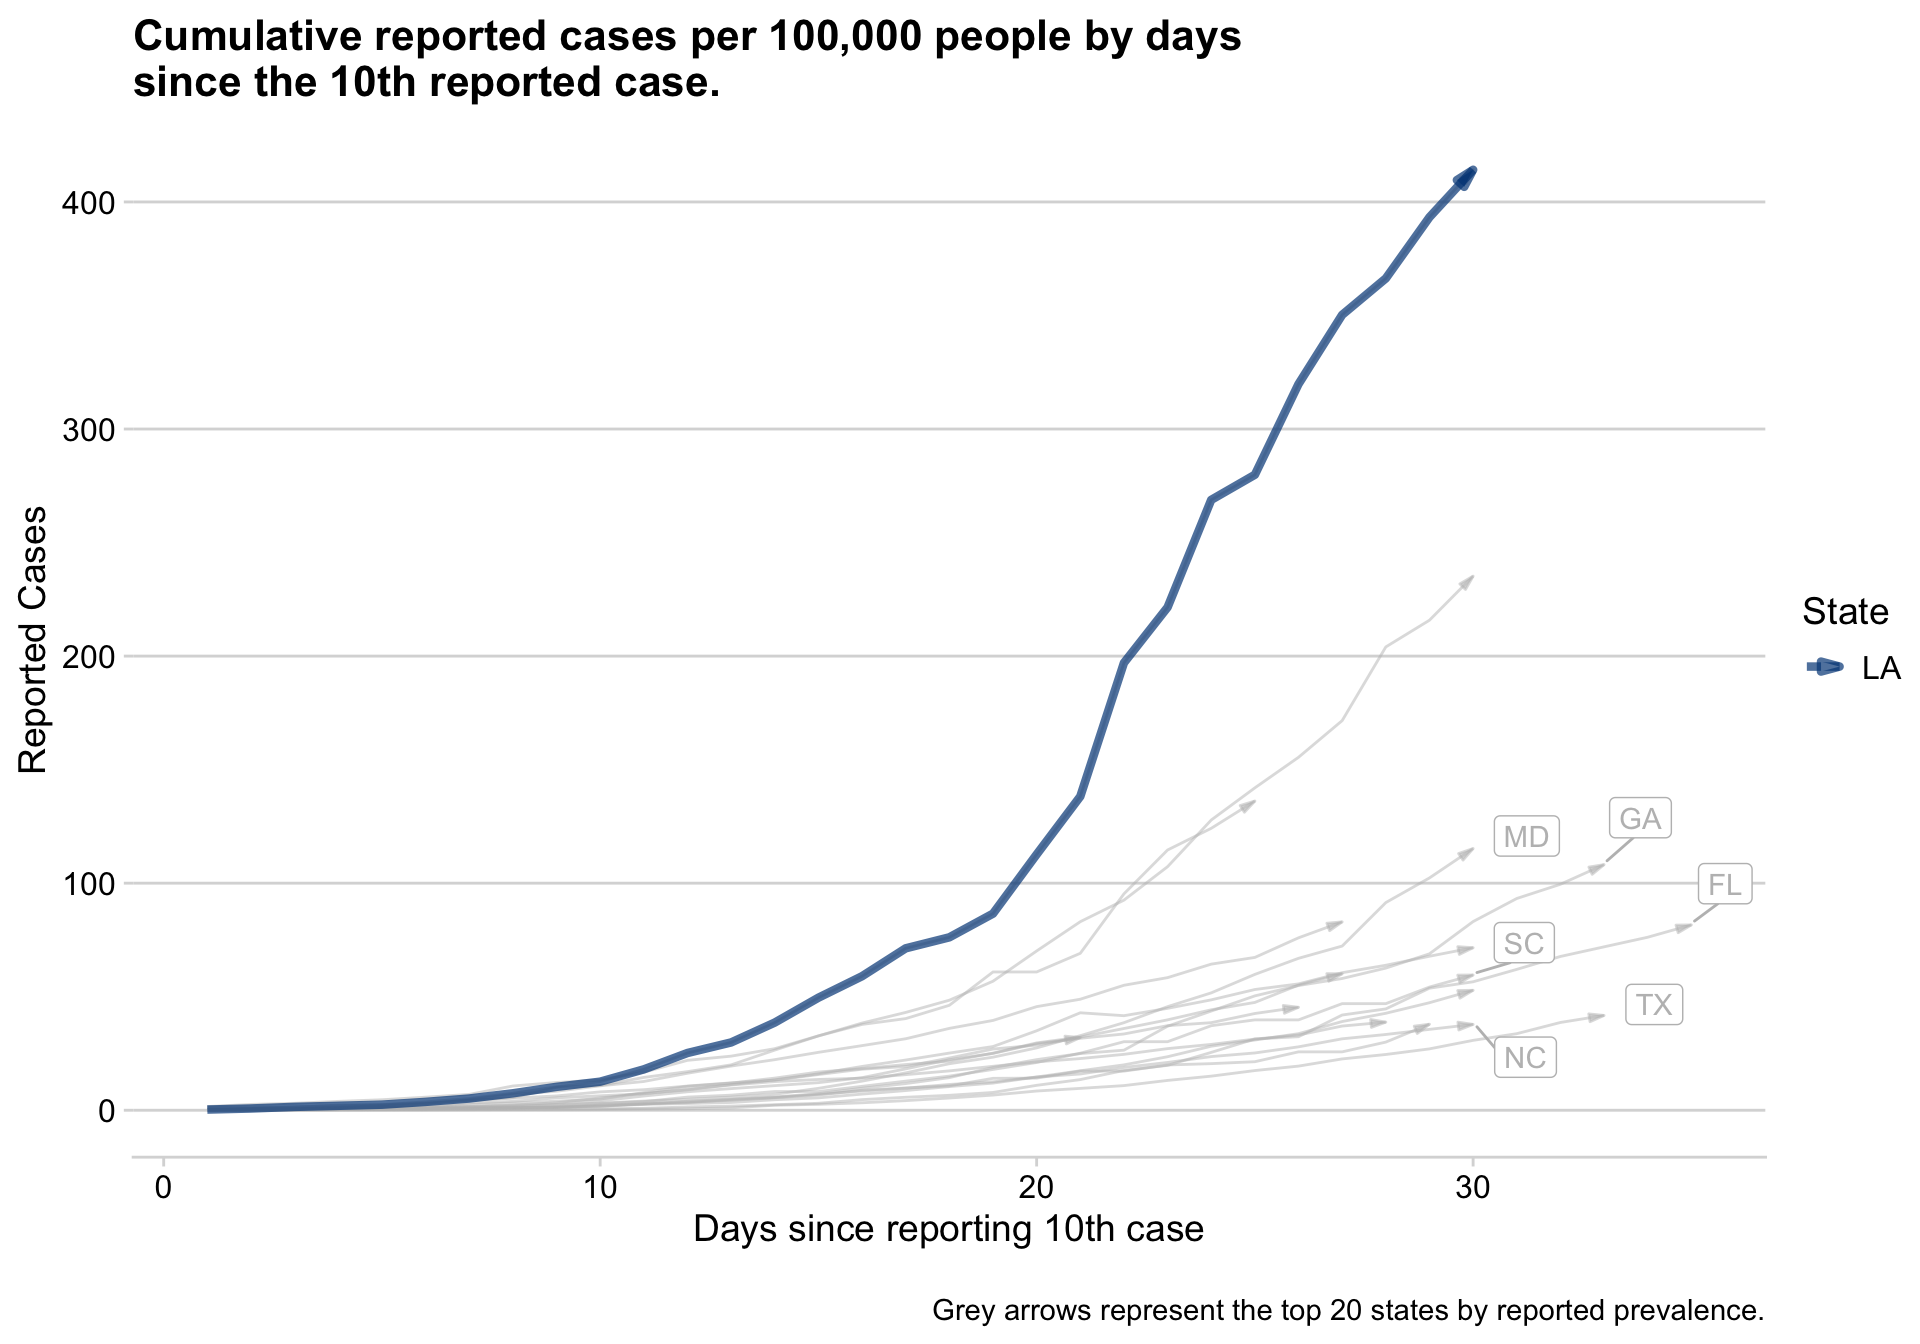 Cumulative reported cases per 100,000 people by days
since the 10th reported case.
Reported Cases
400
300
200
100
0
0
10
20
30
Days since reporting 10th case
MD
GA
FL
SC
TX
NC
State
LA
Grey arrows represent the top 20 states by reported prevalence.